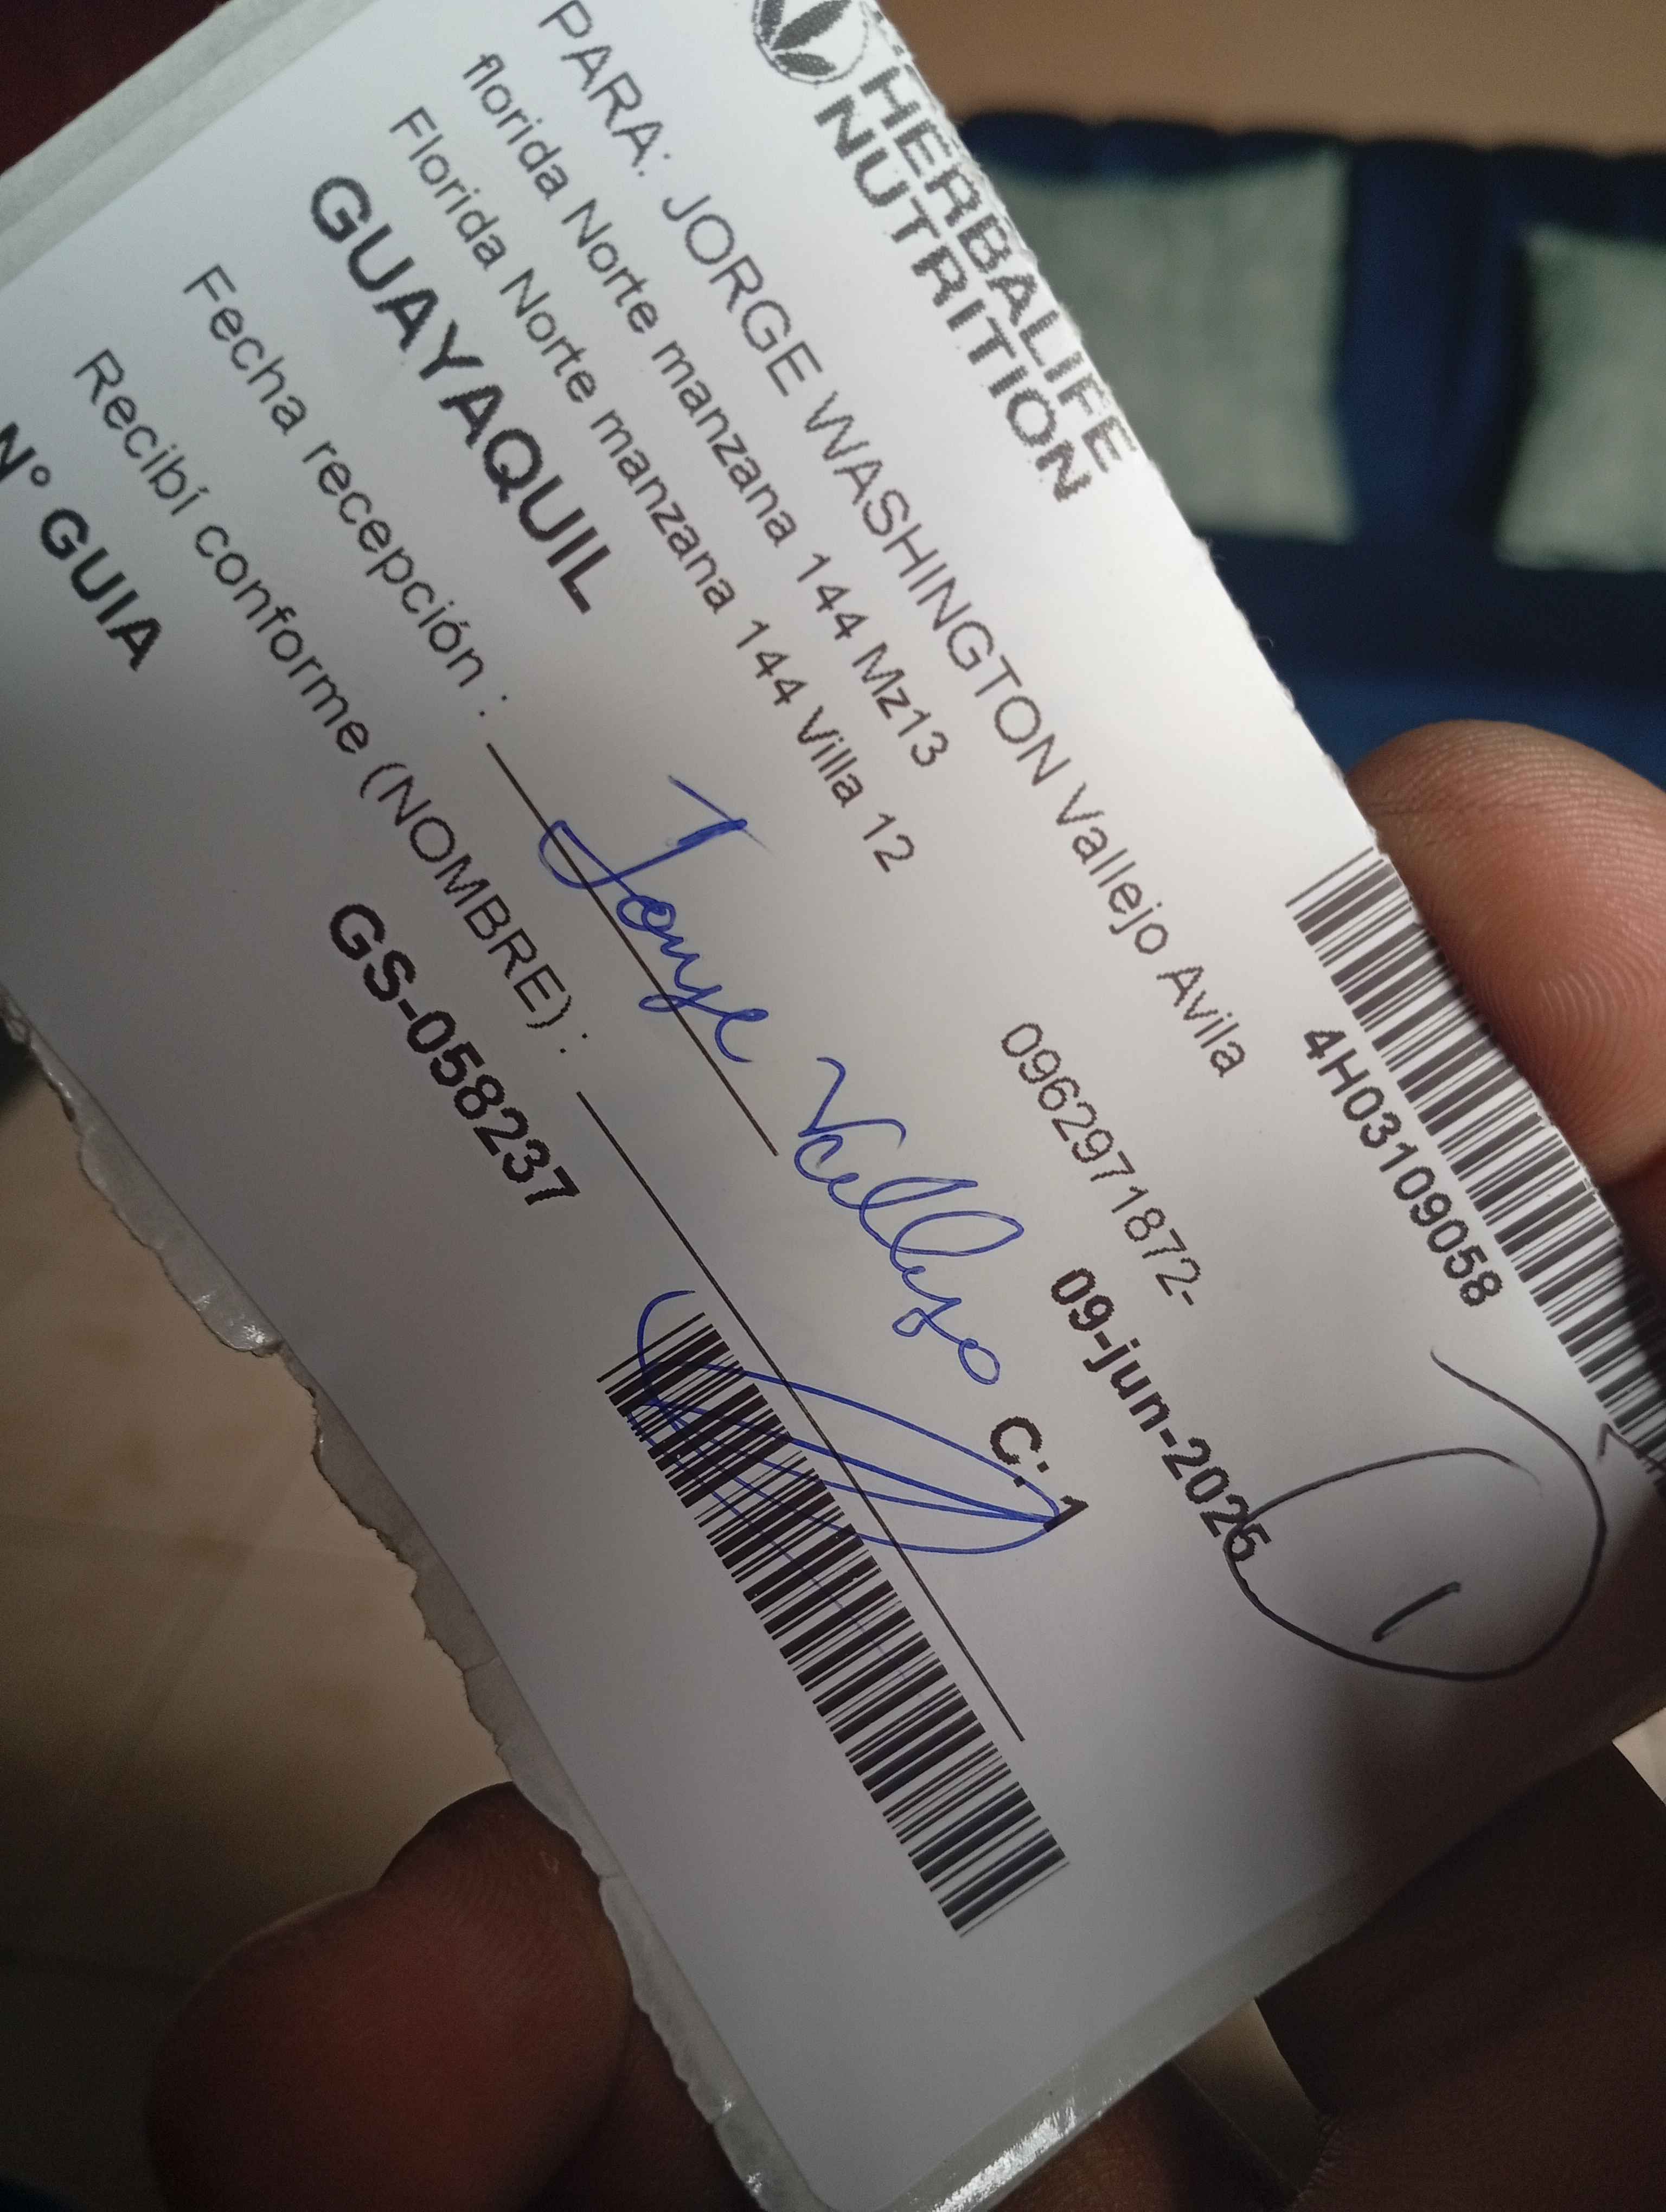 HERBALIFE
NUTRITION
4H03109058
PARA: JORGE WASHINGTON Vallejo Avila
florida Norte manzana 144 Mz13
0962971872-
Florida Norte manzana 144 Villa 12
GUAYAQUIL
09-jun-2025
1
Fecha recepción :
Jorge Vallejo
C: 1
Recibí conforme (NOMBRE) :
N° GUIA
GS-058237